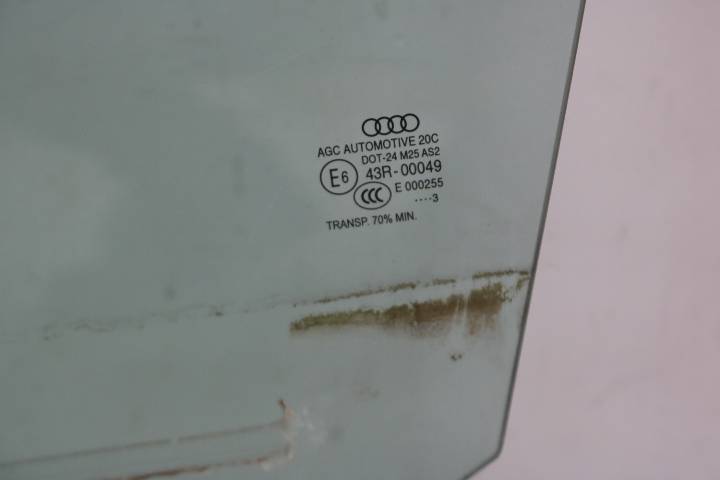 AGC AUTOMOTIVE 20C
DOT-24 M25 AS2
E6 43R-00049
CCC E 000255
....3
TRANSP. 70% MIN.